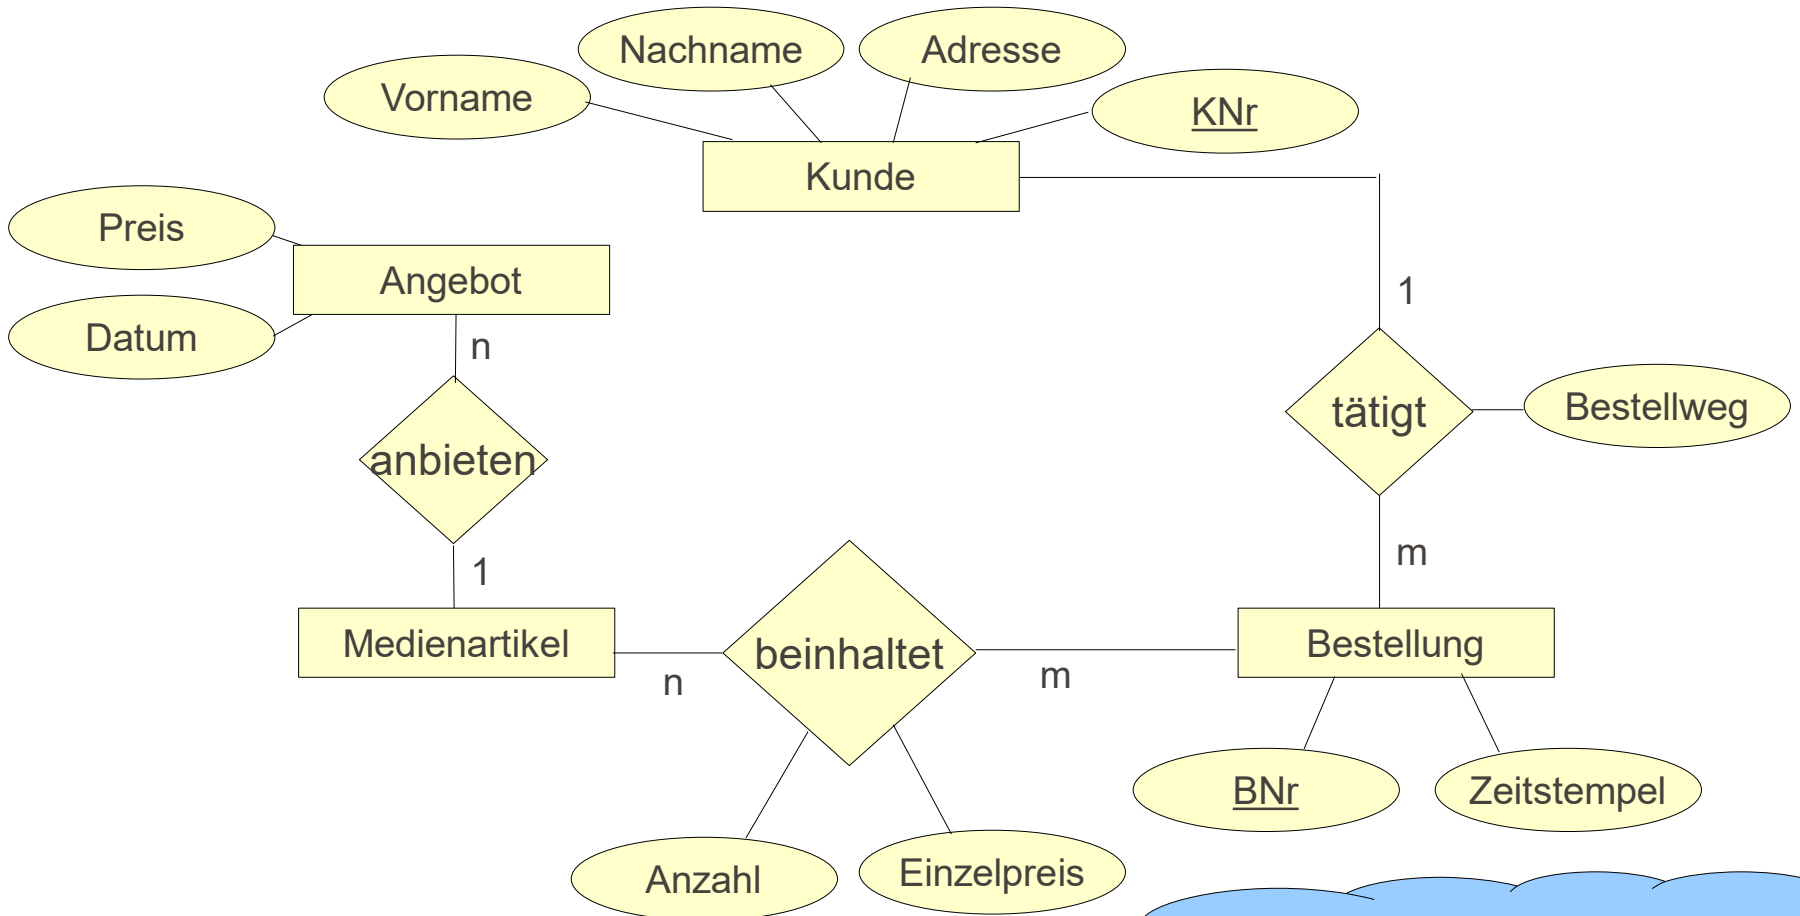 Nachname
Adresse
Vorname
KNr
Kunde
Preis
Angebot
1
Datum
n
tätigt
Bestellweg
anbieten
m
1
Medienartikel
beinhaltet
Bestellung
n
m
BNr
Zeitstempel
Anzahl
Einzelpreis